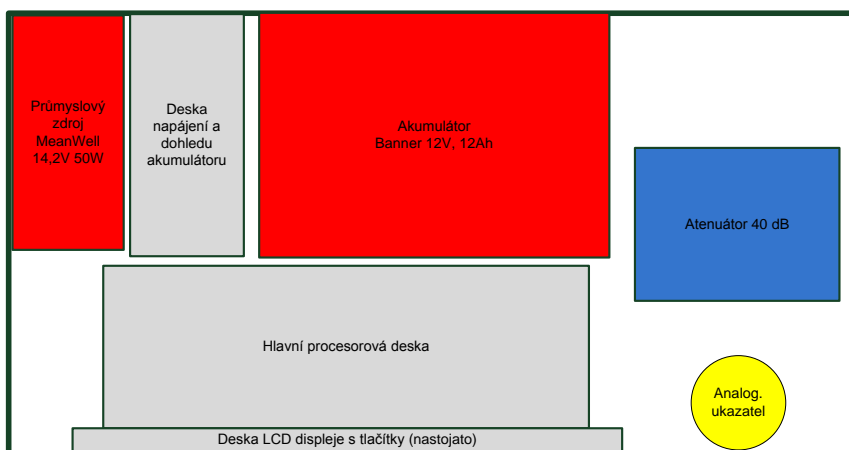 Průmyslový
zdroj
MeanWell
14,2V 50W
Deska
napájení a
dohledu
akumulátoru
Akumulátor
Banner 12V, 12Ah
Atenuátor 40 dB
Hlavní procesorová deska
Analog.
ukazatel
Deska LCD displeje s tlačítky (nastojato)